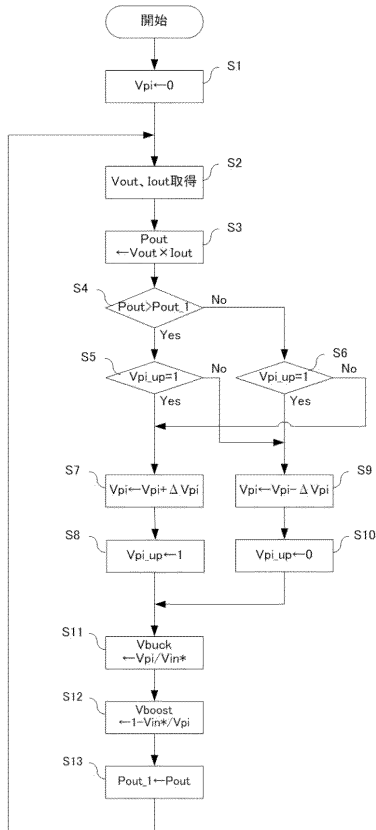 開始
S1
Vpi←0
S2
Vout、Iout取得
S3
Pout
←Vout×Iout
S4
Pout>Pout_1
No
Yes
S5
Vpi_up=1
No
Yes
S6
Vpi_up=1
No
Yes
S7
Vpi←Vpi+ΔVpi
S9
Vpi←Vpi-ΔVpi
S8
Vpi_up←1
S10
Vpi_up←0
S11
Vbuck
←Vpi/Vin*
S12
Vboost
←1-Vin*/Vpi
S13
Pout_1←Pout